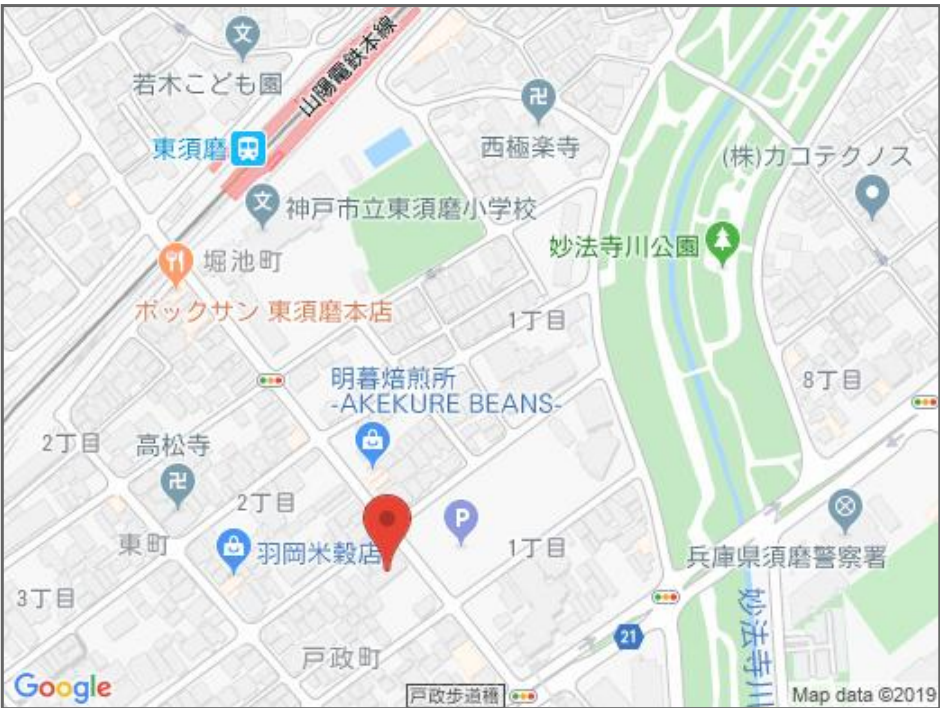 文
若木こども園
山陽電鉄本線
卍
西極楽寺
東須磨
(株)カコテクノス
文
神戸市立東須磨小学校
妙法寺川公園
堀池町
ボックサン 東須磨本店
1丁目
明暮焙煎所
-AKEKURE BEANS-
8丁目
2丁目
高松寺
卍
2丁目
P
東町
羽岡米穀店
1丁目
兵庫県須磨警察署
3丁目
妙法寺川
21
戸政町
Google
戸政歩道橋
Map data ©2019